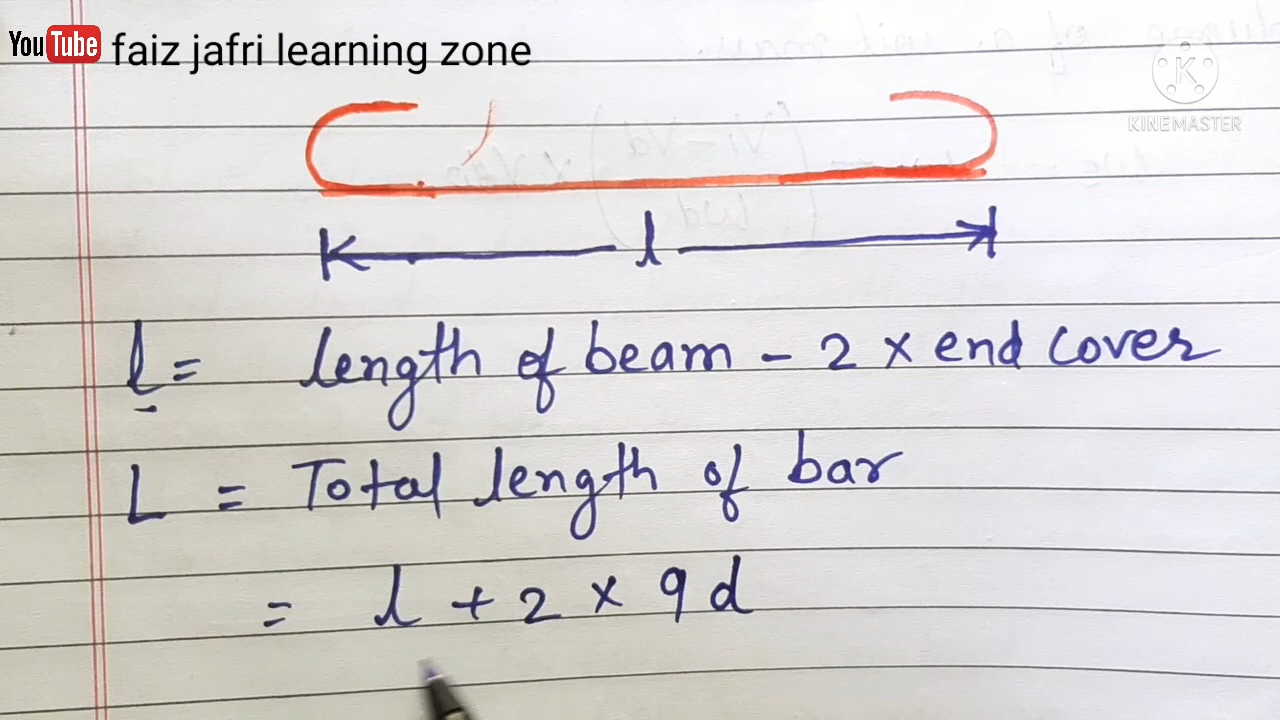 YouTube faiz jafri learning zone
K
KINEMASTER
l
l = length of beam - 2 x end cover
L = Total length of bar
= l + 2 x 9d